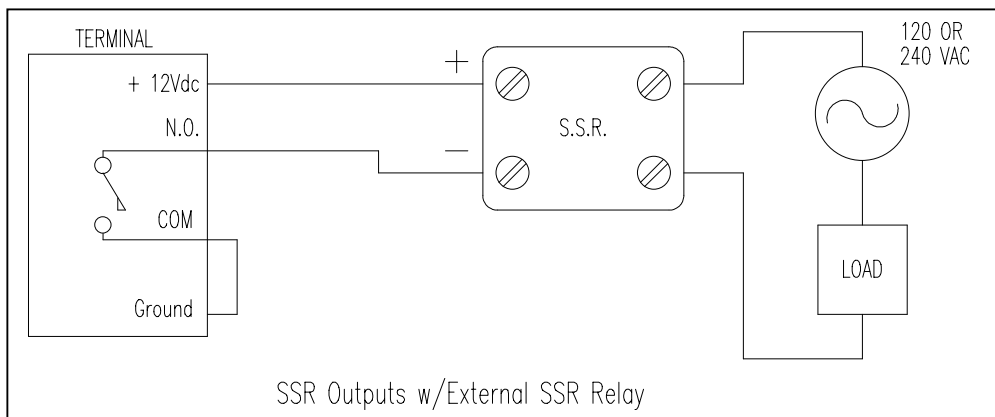 TERMINAL
+ 12Vdc
N.O.
COM
Ground
+
−
S.S.R.
120 OR
240 VAC
LOAD
SSR Outputs w/External SSR Relay